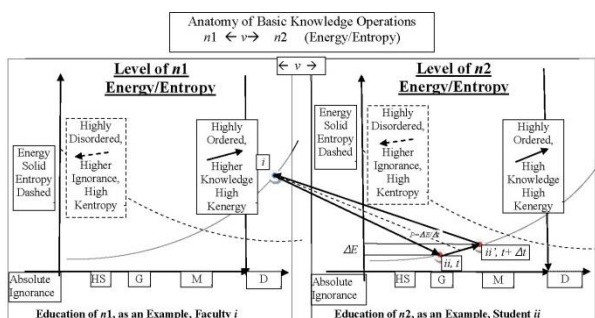 Anatomy of Basic Knowledge Operations
n1 ← v→ n2 (Energy/Entropy)
← v →
Level of n1
Energy/Entropy
Energy
Solid
Entropy
Dashed
Highly
Disordered,
Higher
Ignorance,
High
Kentropy
Highly
Ordered,
Higher
Knowledge
High
Kenergy
i
Absolute
Ignorance
HS
G
M
D
Education of n1, as an Example, Faculty i
Level of n2
Energy/Entropy
Energy
Solid
Entropy
Dashed
Highly
Disordered,
Higher
Ignorance,
High
Kentropy
Highly
Ordered,
High
Knowledge
High
Kenergy
P=ΔE/Δt
ΔE
ii, t
ii', t+ Δt
Absolute
Ignorance
HS
G
M
D
Education of n2, as an Example, Student ii